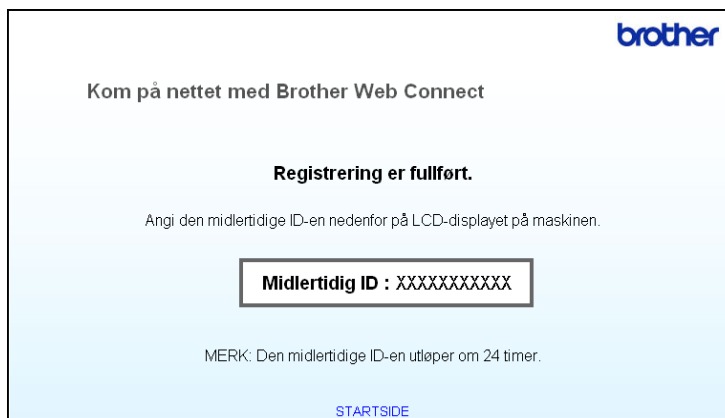 brother
Kom på nettet med Brother Web Connect
Registrering er fullført.
Angi den midlertidige ID-en nedenfor på LCD-displayet på maskinen.
Midlertidig ID : XXXXXXXXXXX
MERK: Den midlertidige ID-en utløper om 24 timer.
STARTSIDE